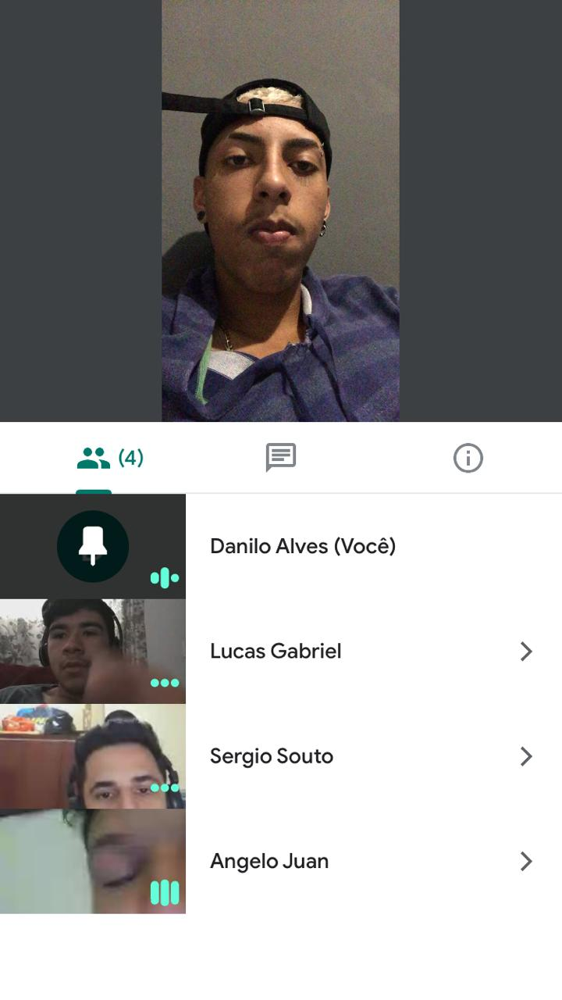 (4)
Danilo Alves (Você)
Lucas Gabriel
Sergio Souto
Angelo Juan